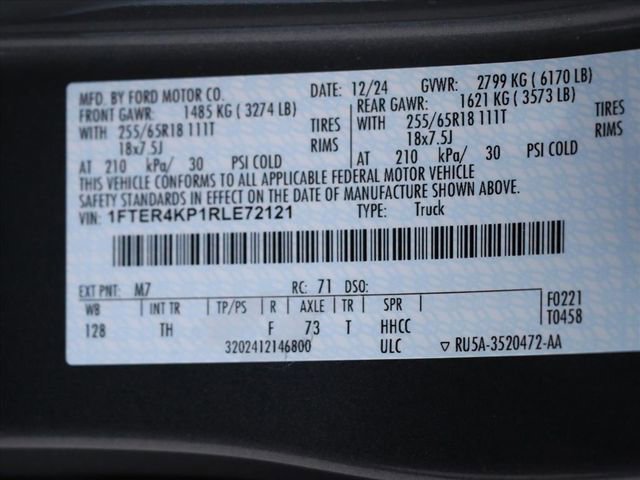 MFD. BY FORD MOTOR CO. DATE: 12/24 GVWR: 2799 KG ( 6170 LB)
FRONT GAWR: 1485 KG ( 3274 LB) REAR GAWR: 1621 KG ( 3573 LB)
WITH 255/65R18 111T TIRES WITH 255/65R18 111T TIRES
18x7.5J RIMS 18x7.5J RIMS
AT 210 kPa/ 30 PSI COLD AT 210 kPa/ 30 PSI COLD
THIS VEHICLE CONFORMS TO ALL APPLICABLE FEDERAL MOTOR VEHICLE
SAFETY STANDARDS IN EFFECT ON THE DATE OF MANUFACTURE SHOWN ABOVE.
VIN: 1FTER4KP1RLE72121 TYPE: Truck
EXT PNT: M7 RC: 71 DSO:
WB INT TR TP/PS R AXLE TR SPR F0221
128 TH F 73 T HHCC T0458
3202412146800 ULC ▽ RU5A-3520472-AA